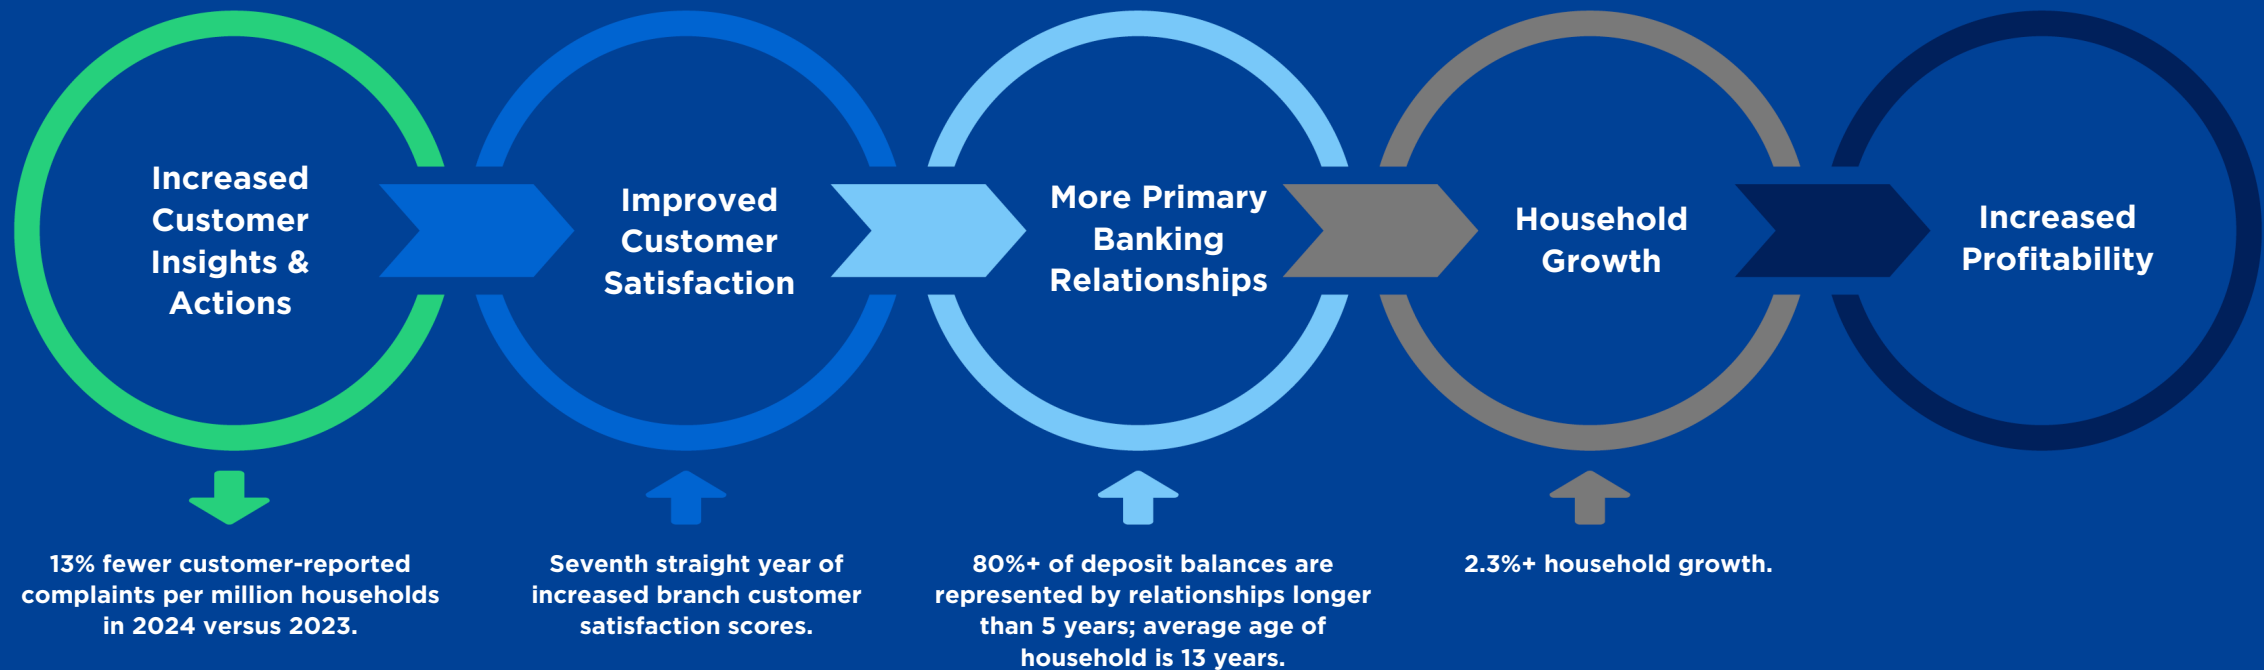 Increased
Customer
Insights &
Actions
Improved
Customer
Satisfaction
More Primary
Banking
Relationships
Household
Growth
Increased
Profitability
13% fewer customer-reported
complaints per million households
in 2024 versus 2023.
Seventh straight year of
increased branch customer
satisfaction scores.
80%+ of deposit balances are
represented by relationships longer
than 5 years; average age of
household is 13 years.
2.3%+ household growth.